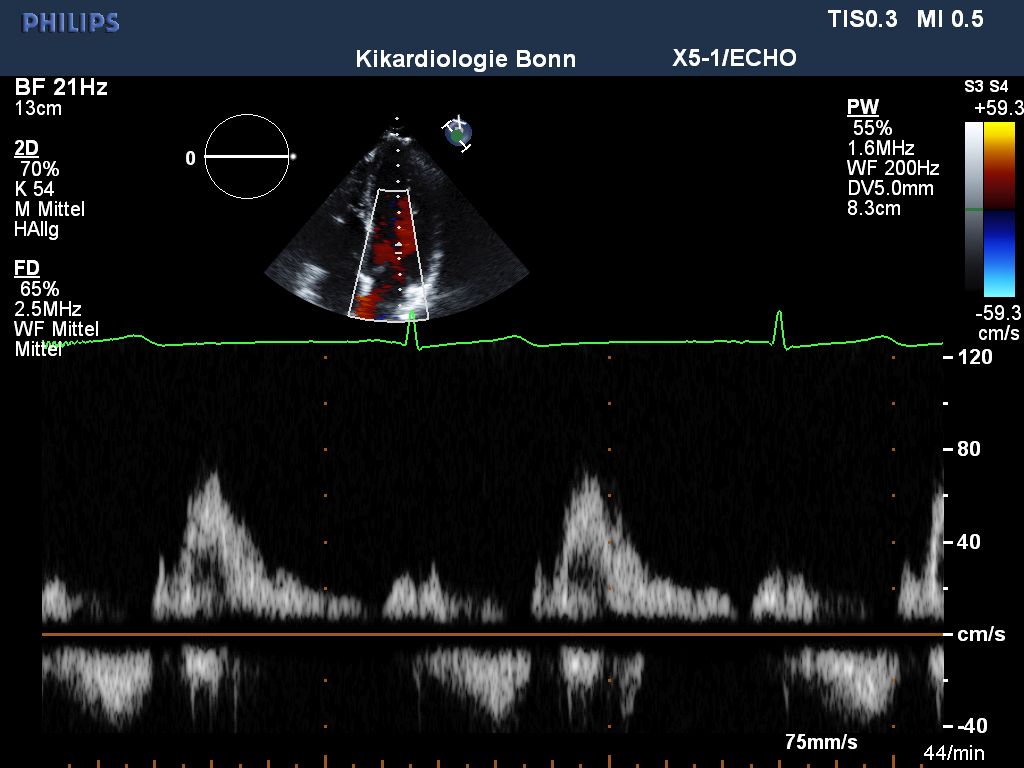 PHILIPS
TIS0.3 MI 0.5
Kikardiologie Bonn
X5-1/ECHO
BF 21Hz
13cm
2D
70%
K 54
M Mittel
HAllg
FD
65%
2.5MHz
WF Mittel
Mittel
0
PW
55%
1.6MHz
WF 200Hz
DV5.0mm
8.3cm
S3 S4
+59.3
-59.3
cm/s
120
80
40
cm/s
-40
75mm/s
44/min